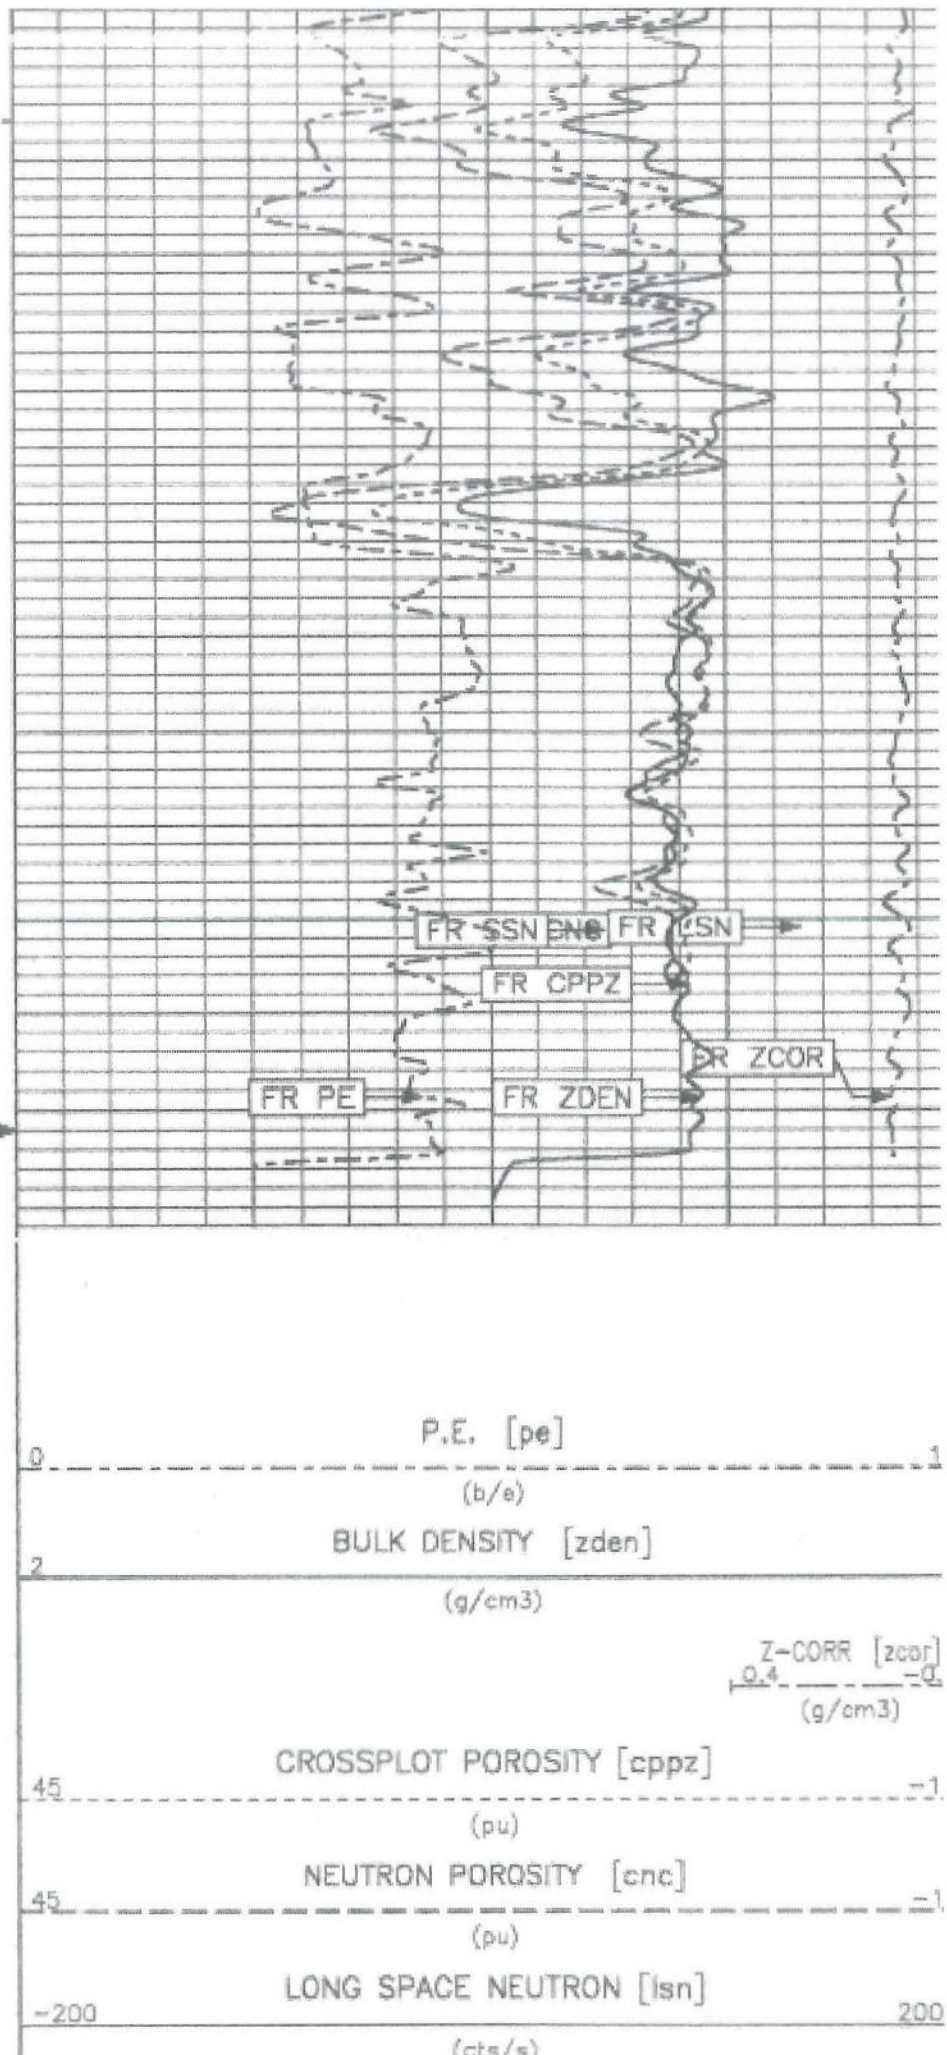 FR SSN CNC FR LSN
FR CPPZ
FR ZCOR
FR PE FR ZDEN
P.E. [pe]
0 1
(b/e)
BULK DENSITY [zden]
2
(g/cm3)
Z-CORR [zcor]
0.4 -0.
(g/cm3)
CROSSPLOT POROSITY [cppz]
45 -1
(pu)
NEUTRON POROSITY [cnc]
45 -1
(pu)
LONG SPACE NEUTRON [lsn]
-200 200
(cts/s)